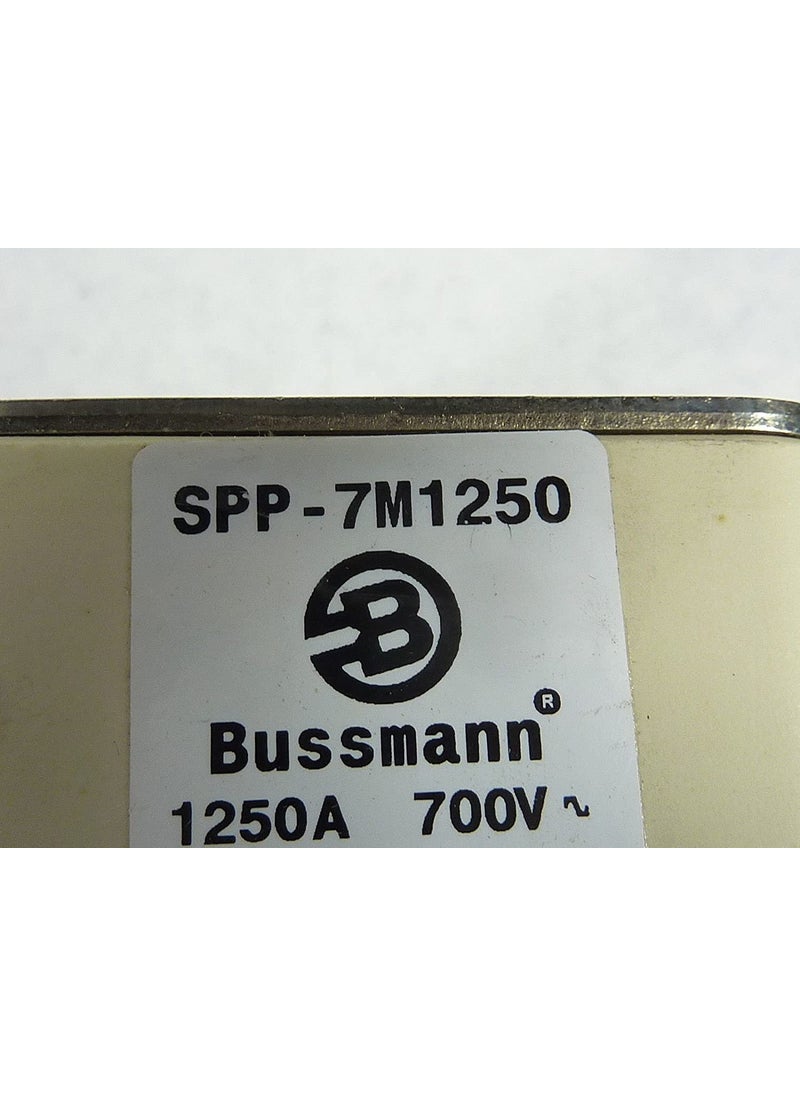 SPP-7M1250
B
Bussmann®
1250A 700V ~